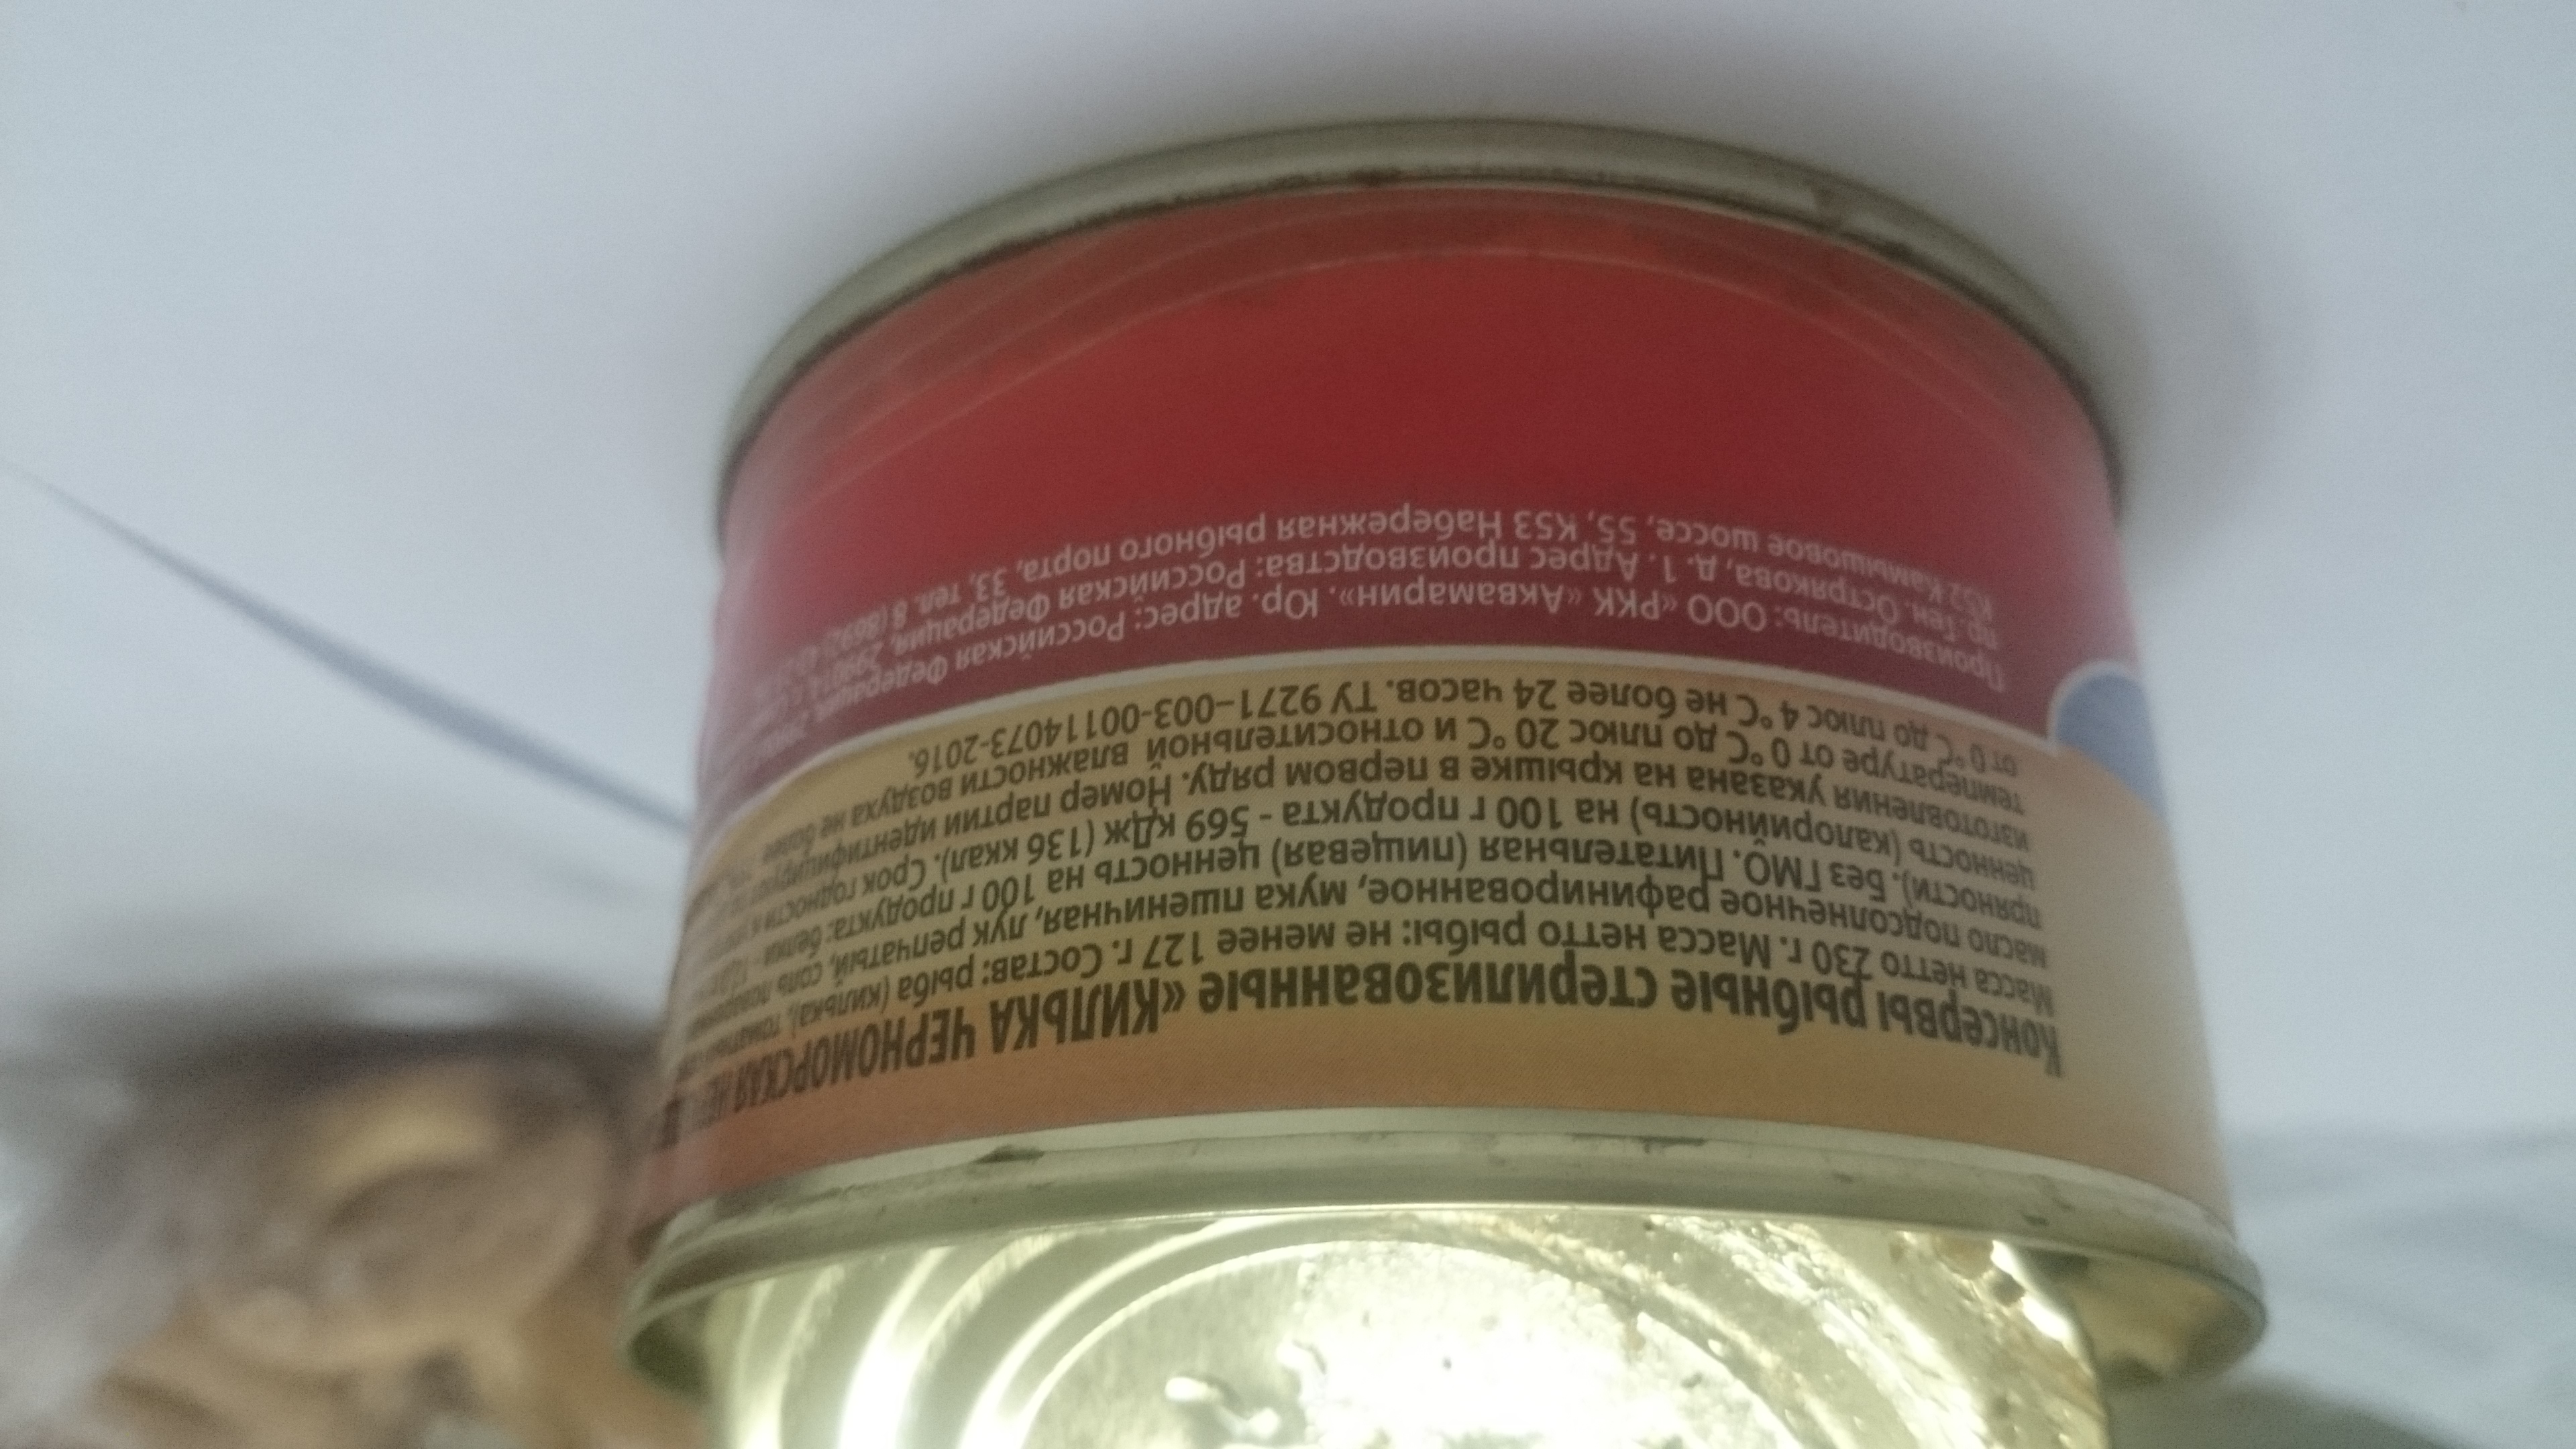 Консервы рыбные стерилизованные «КИЛЬКА ЧЕРНОМОРСКАЯ
Масса нетто 230 г. Масса нетто рыбы: не менее 127 г. Состав: рыба (килька),
масло подсолнечное рафинированное, мука пшеничная, лук репчатый, соль
пряности). Без ГМО. Питательная (пищевая) ценность на 100 г продукта: белки -
ценность (калорийность) на 100 г продукта - 569 кДж (136 ккал). Срок годности
изготовления указана на крышке в первом ряду. Номер партии
температуре от 0 °С до плюс 20 °С и относительной влажности воздуха не более
от 0 °С до плюс 4 °С не более 24 часов. ТУ 9271-003-00114073-2016.
Производитель: ООО «РКК «Аквамарин». Юр. адрес: Российская Федерация,
пр. Ген. Острякова, д. 1. Адрес производства: Российская Федерация,
К52 Камышовое шоссе, 55, К53 Набережная рыбного порта, 33, тел. 8